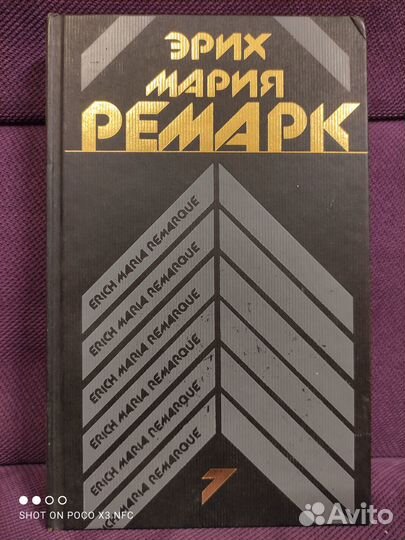 ЭРИХ
МАРИЯ
РЕМАРК
ERICH MARIA REMARQUE
ERICH MARIA REMARQUE
ERICH MARIA REMARQUE
ERICH MARIA REMARQUE
ERICH MARIA REMARQUE
ERICH MARIA REMARQUE
7
SHOT ON POCO X3 NFC
Avito